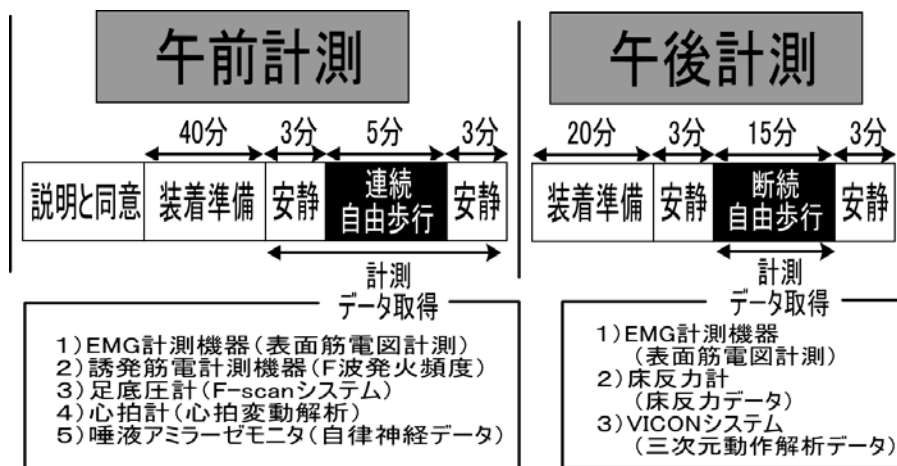 午前計測
40分 3分 5分 3分
説明と同意 装着準備 安静 連続自由歩行 安静
計測
データ取得
1)EMG計測機器(表面筋電図計測)
2)誘発筋電計測機器(F波発火頻度)
3)足底圧計(F-scanシステム)
4)心拍計(心拍変動解析)
5)唾液アミラーゼモニタ(自律神経データ)
午後計測
20分 3分 15分 3分
装着準備 安静 断続自由歩行 安静
計測
データ取得
1)EMG計測機器
(表面筋電図計測)
2)床反力計
(床反力データ)
3)VICONシステム
(三次元動作解析データ)